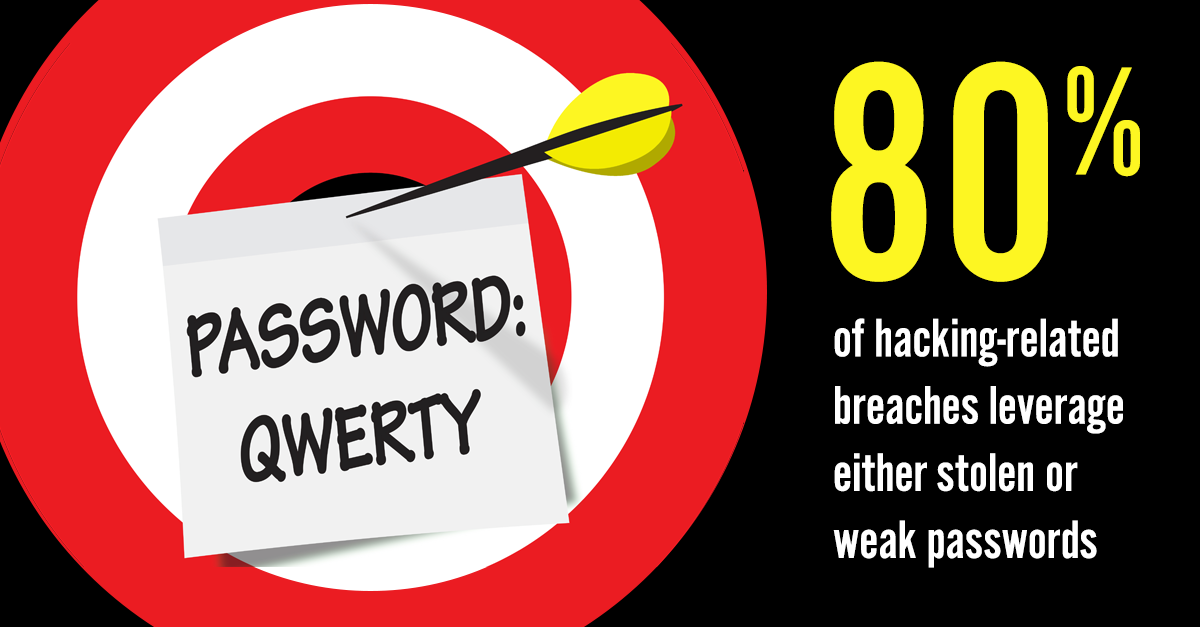 PASSWORD:
QWERTY
80%
of hacking-related
breaches leverage
either stolen or
weak passwords